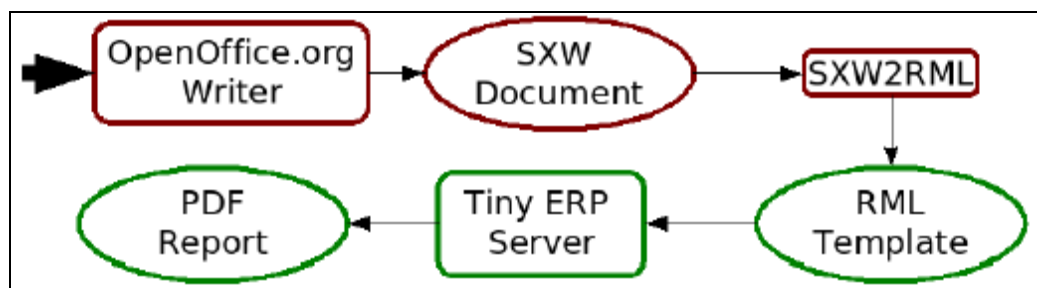 OpenOffice.org
Writer
SXW
Document
SXW2RML
RML
Template
Tiny ERP
Server
PDF
Report